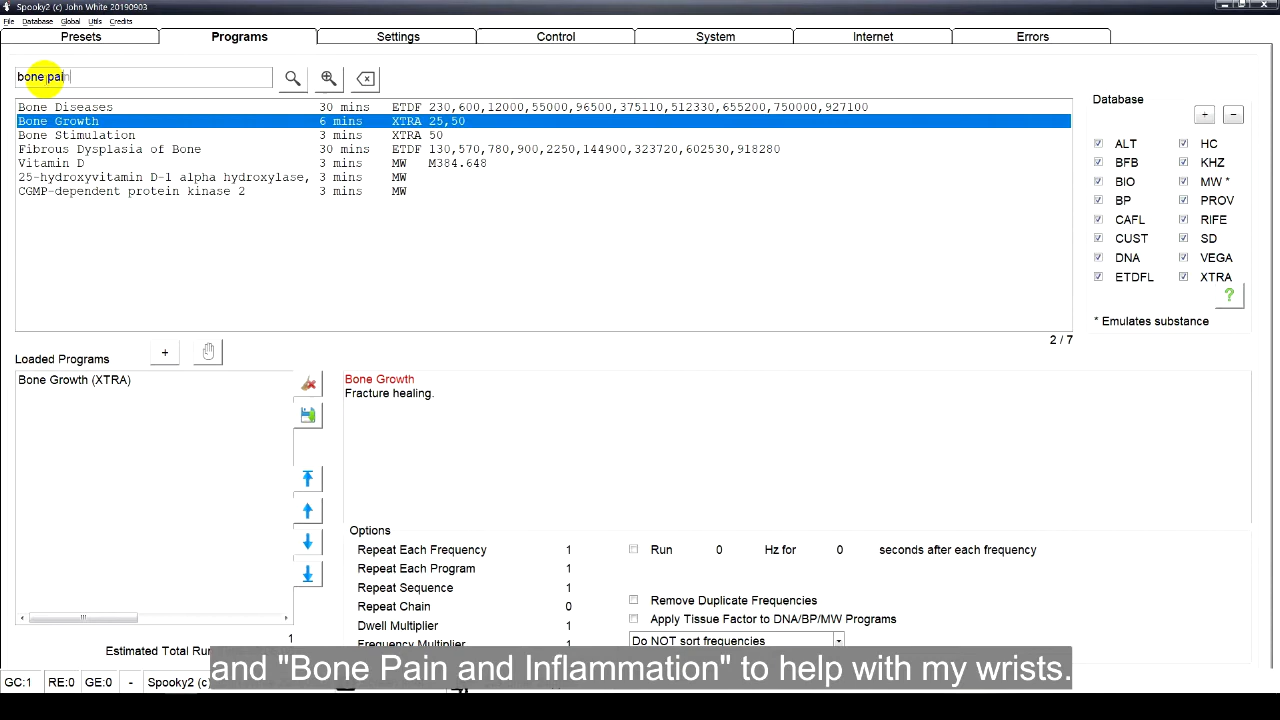 Spooky2 (c) John White 20190903
File Database Global Utils Credits
Presets Programs Settings Control System Internet Errors
bone pain
Bone Diseases 30 mins ETDF 230,600,12000,55000,96500,375110,512330,655200,750000,927100
Bone Growth 6 mins XTRA 25,50
Bone Stimulation 3 mins XTRA 50
Fibrous Dysplasia of Bone 30 mins ETDF 130,570,780,900,2250,144900,323720,602530,918280
Vitamin D 3 mins MW M384.648
25-hydroxyvitamin D-1 alpha hydroxylase, 3 mins MW
CGMP-dependent protein kinase 2 3 mins MW
2 / 7
Database
+ -
ALT HC
BFB KHZ
BIO MW *
BP PROV
CAFL RIFE
CUST SD
DNA VEGA
ETDFL XTRA
?
* Emulates substance
Loaded Programs +
Bone Growth (XTRA)
Bone Growth
Fracture healing.
Options
Repeat Each Frequency 1 Run 0 Hz for 0 seconds after each frequency
Repeat Each Program 1
Repeat Sequence 1
Repeat Chain 0 Remove Duplicate Frequencies
Dwell Multiplier 1 Apply Tissue Factor to DNA/BP/MW Programs
Frequency Multiplier 1 Do NOT sort frequencies
1
Estimated Total Run
and "Bone Pain and Inflammation" to help with my wrists.
GC:1 RE:0 GE:0 - Spooky2 (c)